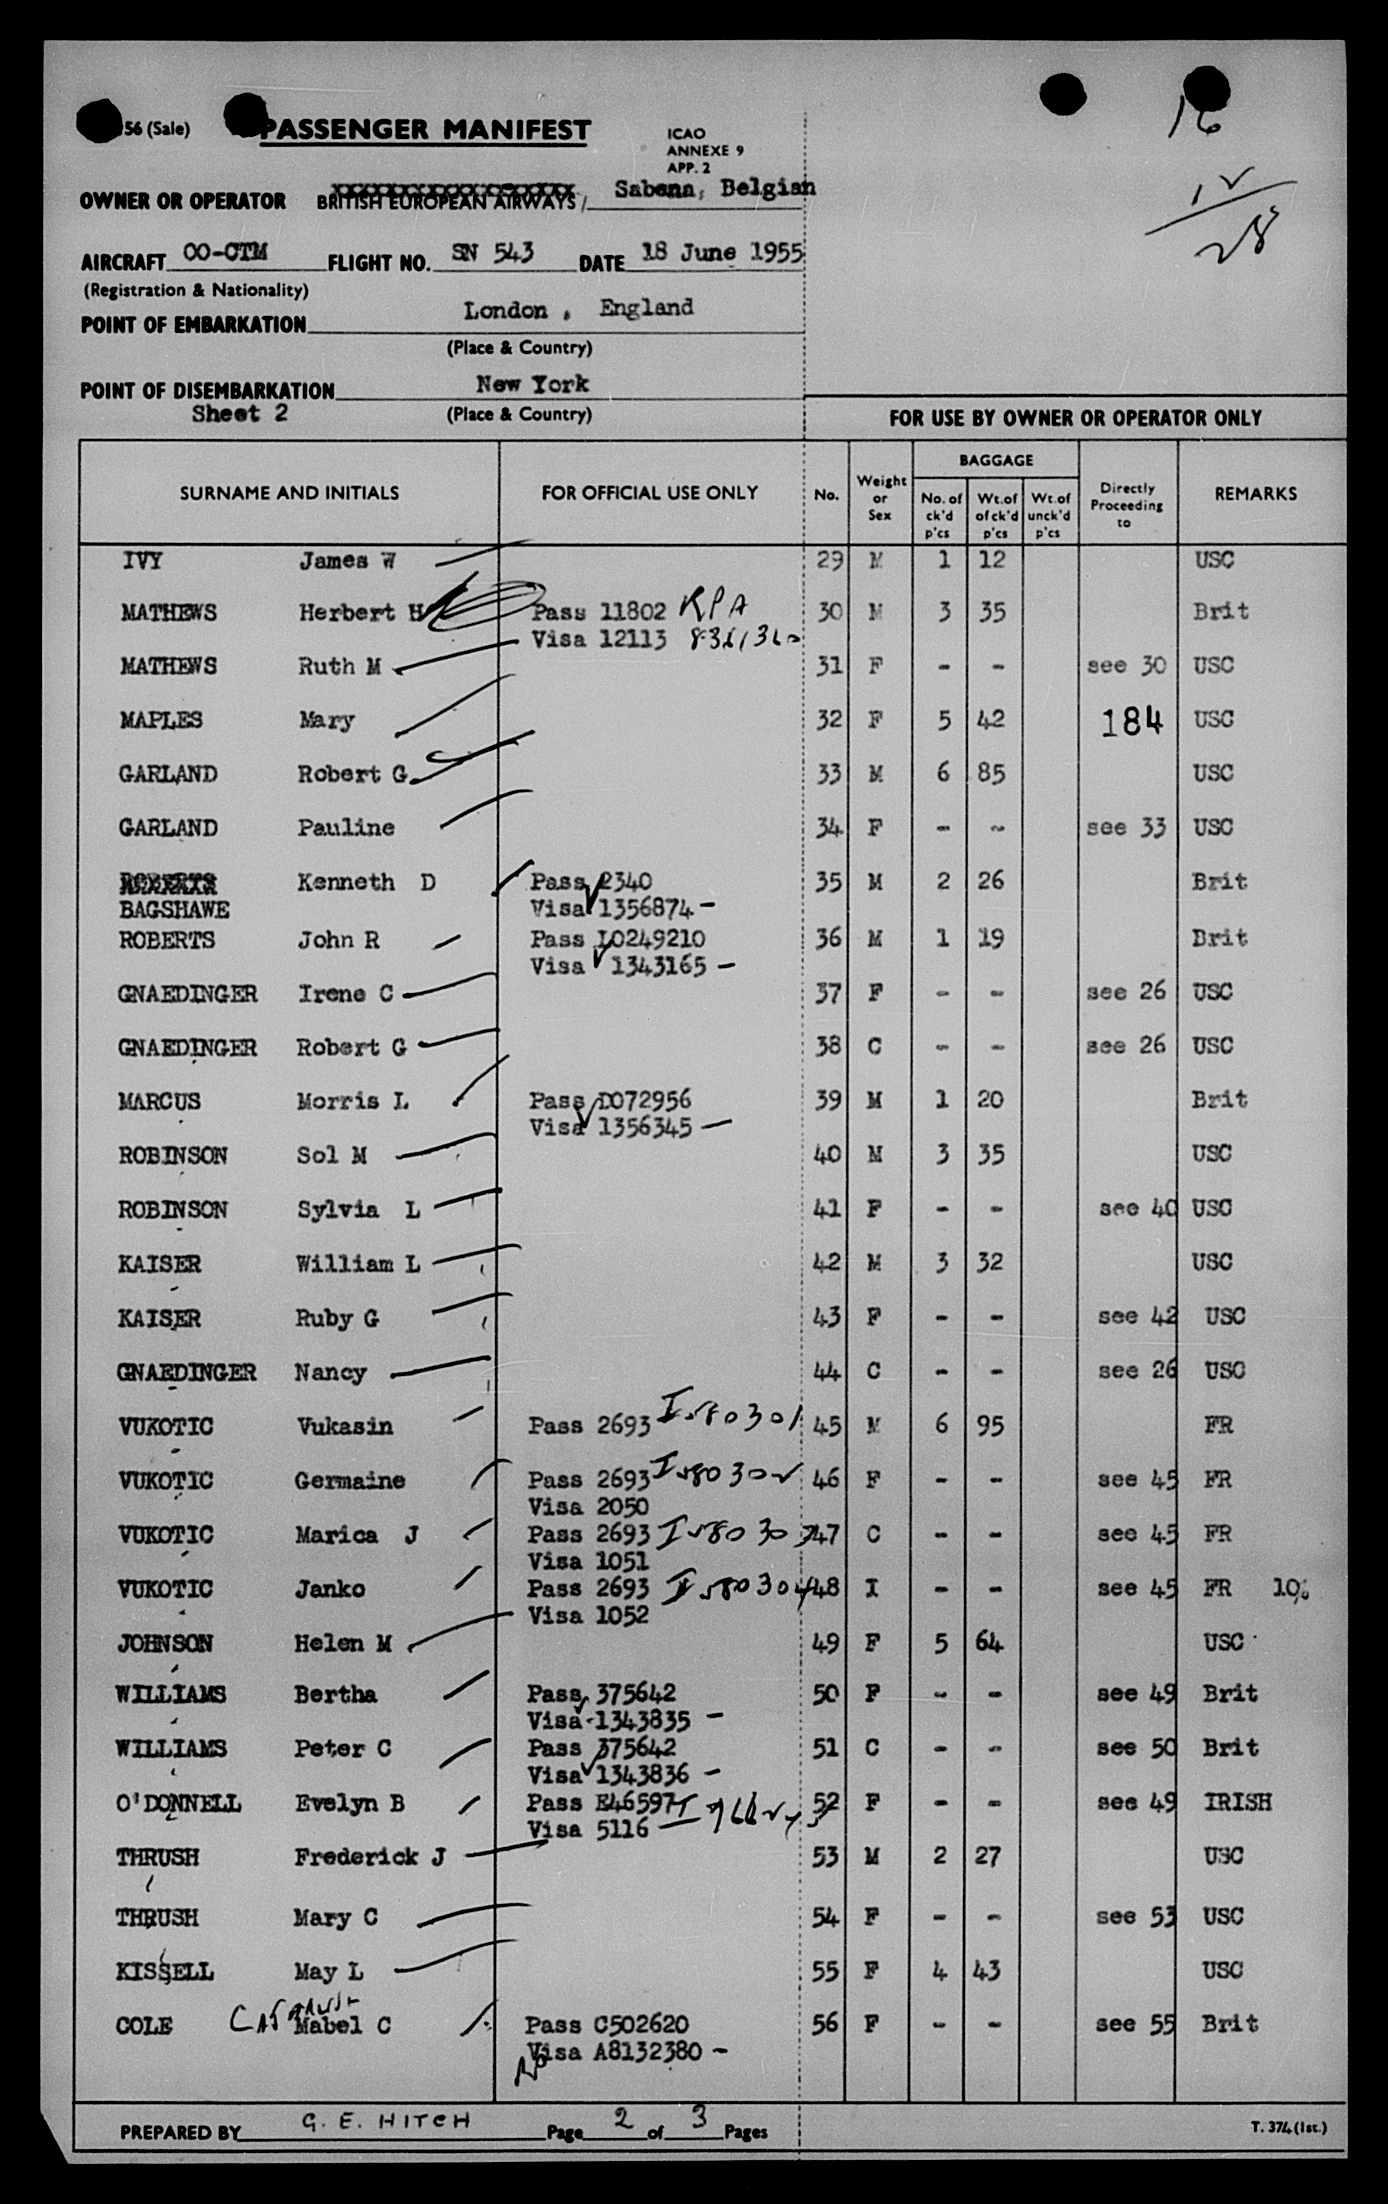 16
56 (Sale) PASSENGER MANIFEST
ICAO
ANNEXE 9
APP. 2
12
28
OWNER OR OPERATOR BRITISH EUROPEAN AIRWAYS / Sabena, Belgian
AIRCRAFT OO-CTM FLIGHT NO. SN 543 DATE 18 June 1955
(Registration & Nationality)
POINT OF EMBARKATION London , England
(Place & Country)
POINT OF DISEMBARKATION New York
Sheet 2 (Place & Country)
FOR USE BY OWNER OR OPERATOR ONLY
SURNAME AND INITIALS FOR OFFICIAL USE ONLY No. Weight or Sex BAGGAGE No. of ck'd p'cs Wt.of of ck'd p'cs Wt.of unck'd p'cs Directly Proceeding to REMARKS
IVY James W 29 M 1 12 USC
MATHEWS Herbert H Pass 11802 RPA 30 M 3 35 Brit
Visa 12113
MATHEWS Ruth M 31 F - - see 30 USC
MAPLES Mary 32 F 5 42 184 USC
GARLAND Robert G 33 M 6 85 USC
GARLAND Pauline 34 F - - see 33 USC
ROBERTS Kenneth D Pass 2340 35 M 2 26 Brit
BAGSHAWE Visa 1356874 -
ROBERTS John R Pass L0249210 36 M 1 19 Brit
Visa 1343165 -
GNAEDINGER Irene C 37 F - - see 26 USC
GNAEDINGER Robert G 38 C - - see 26 USC
MARCUS Morris L Pass D072956 39 M 1 20 Brit
Visa 1356345 -
ROBINSON Sol M 40 M 3 35 USC
ROBINSON Sylvia L 41 F - - see 40 USC
KAISER William L 42 M 3 32 USC
KAISER Ruby G 43 F - - see 42 USC
GNAEDINGER Nancy 44 C - - see 26 USC
VUKOTIC Vukasin Pass 2693 I 580301 45 M 6 95 FR
VUKOTIC Germaine Pass 2693 I 580302 46 F - - see 45 FR
Visa 2050
VUKOTIC Marica J Pass 2693 I 580303 47 C - - see 45 FR
Visa 1051
VUKOTIC Janko Pass 2693 I 580304 48 I - - see 45 FR 10%
Visa 1052
JOHNSON Helen M 49 F 5 64 USC
WILLIAMS Bertha Pass 375642 50 F - - see 49 Brit
Visa 1343835 -
WILLIAMS Peter C Pass 375642 51 C - - see 50 Brit
Visa 1343836 -
O'DONNELL Evelyn B Pass E46597 52 F - - see 49 IRISH
Visa 5116
THRUSH Frederick J 53 M 2 27 USC
THRUSH Mary C 54 F - - see 53 USC
KISSELL May L 55 F 4 43 USC
COLE Mabel C Pass C502620 56 F - - see 55 Brit
Visa A8132380 -
PREPARED BY G. E. HITCH Page 2 of 3 Pages T. 374 (1st.)